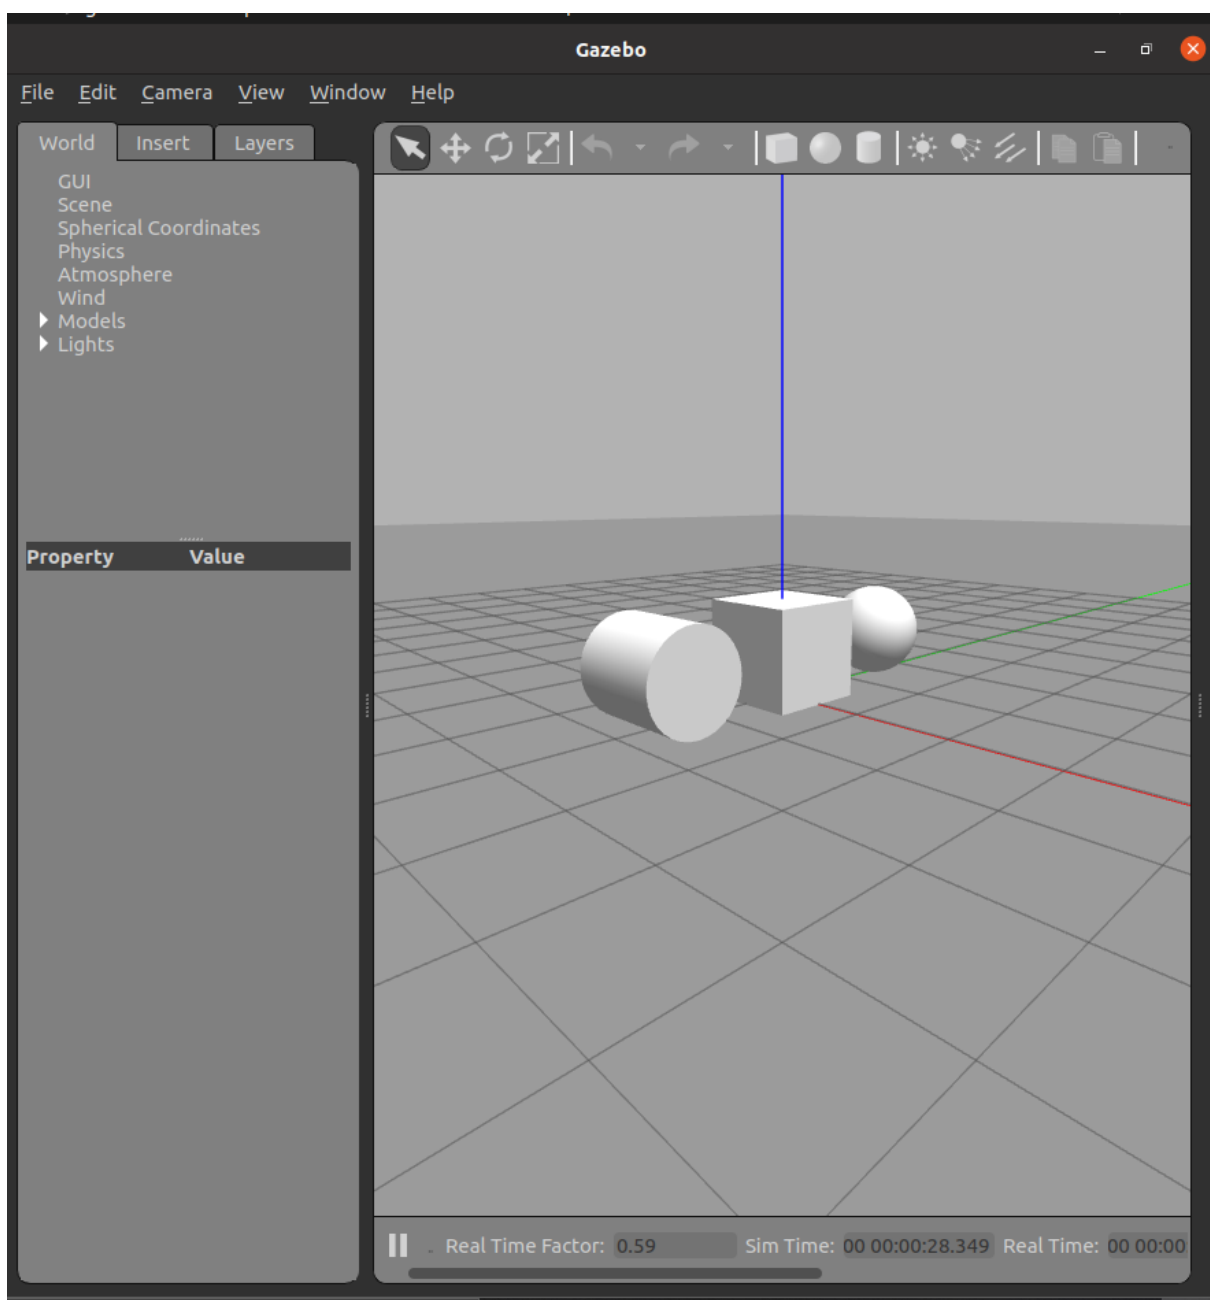 Gazebo
File Edit Camera View Window Help
World Insert Layers
GUI
Scene
Spherical Coordinates
Physics
Atmosphere
Wind
Models
Lights
Property Value
Real Time Factor: 0.59 Sim Time: 00 00:00:28.349 Real Time: 00 00:00